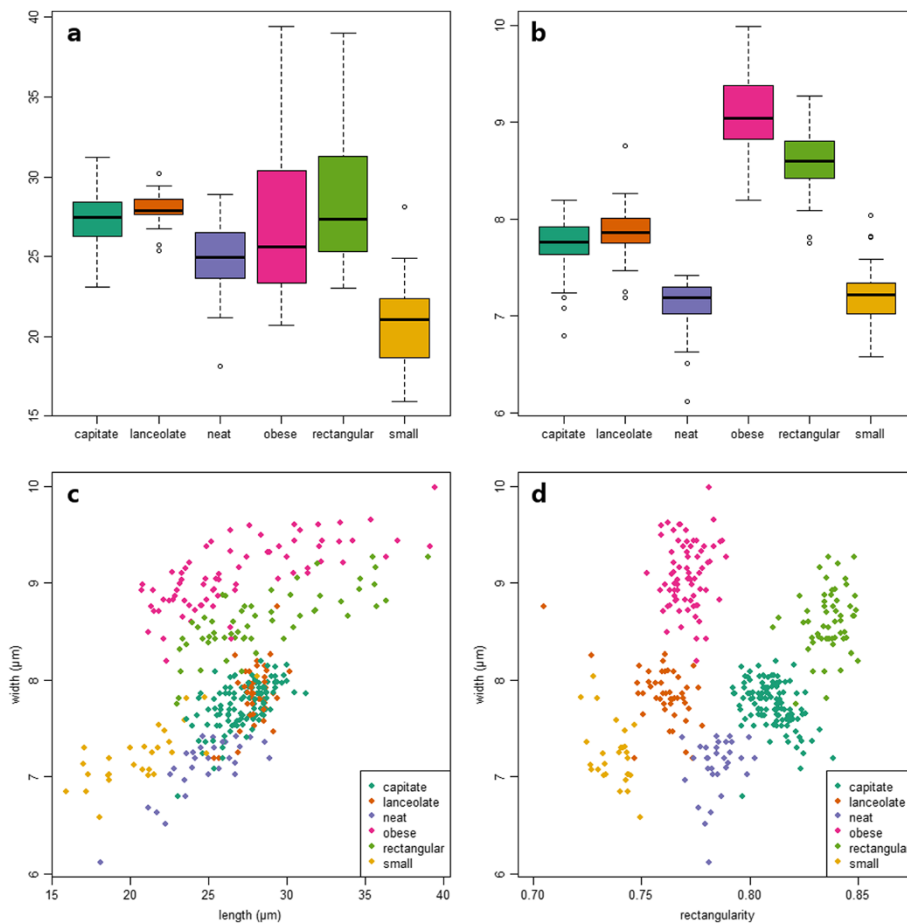 a
40
35
30
25
20
15
capitate lanceolate neat obese rectangular small
b
10
9
8
7
6
capitate lanceolate neat obese rectangular small
c
width (µm)
10
9
8
7
6
15 20 25 30 35 40
length (µm)
capitate
lanceolate
neat
obese
rectangular
small
d
width (µm)
10
9
8
7
6
0.70 0.75 0.80 0.85
rectangularity
capitate
lanceolate
neat
obese
rectangular
small